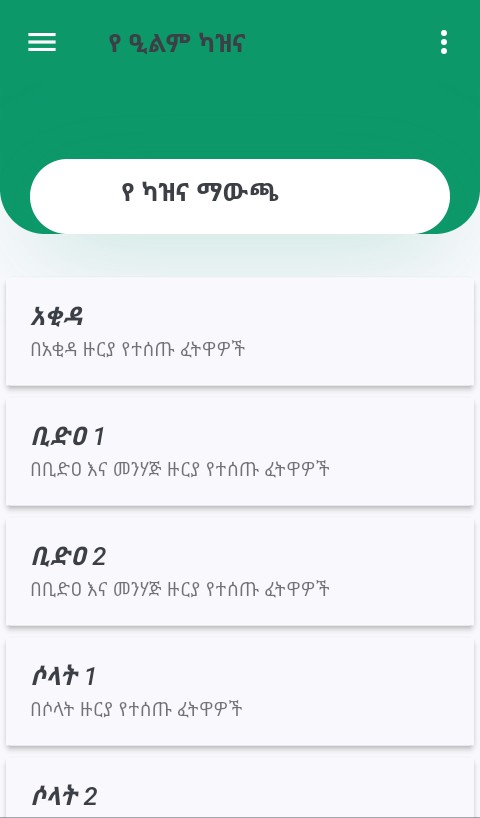 የ ዒልም ካዝና
የ ካዝና ማውጫ
አቂዳ
በአቂዳ ዙርያ የተሰጡ ፈትዋዎች
ቢድዐ 1
በቢድዐ እና መንሃጅ ዙርያ የተሰጡ ፈትዋዎች
ቢድዐ 2
በቢድዐ እና መንሃጅ ዙርያ የተሰጡ ፈትዋዎች
ሶላት 1
በሶላት ዙርያ የተሰጡ ፈትዋዎች
ሶላት 2